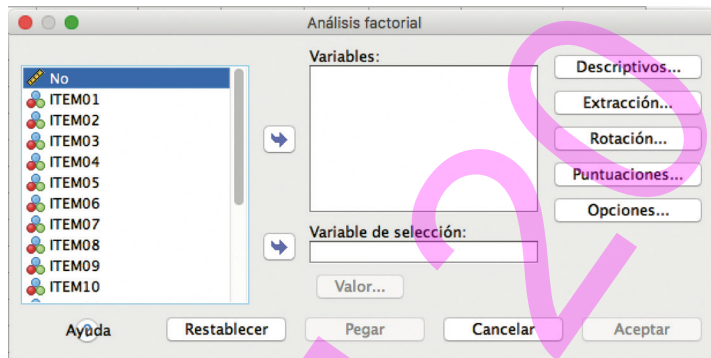 Análisis factorial
Variables:
No
ITEM01
ITEM02
ITEM03
ITEM04
ITEM05
ITEM06
ITEM07
ITEM08
ITEM09
ITEM10
Descriptivos...
Extracción...
Rotación...
Puntuaciones...
Opciones...
Variable de selección:
Valor...
Ayuda
Restablecer
Pegar
Cancelar
Aceptar